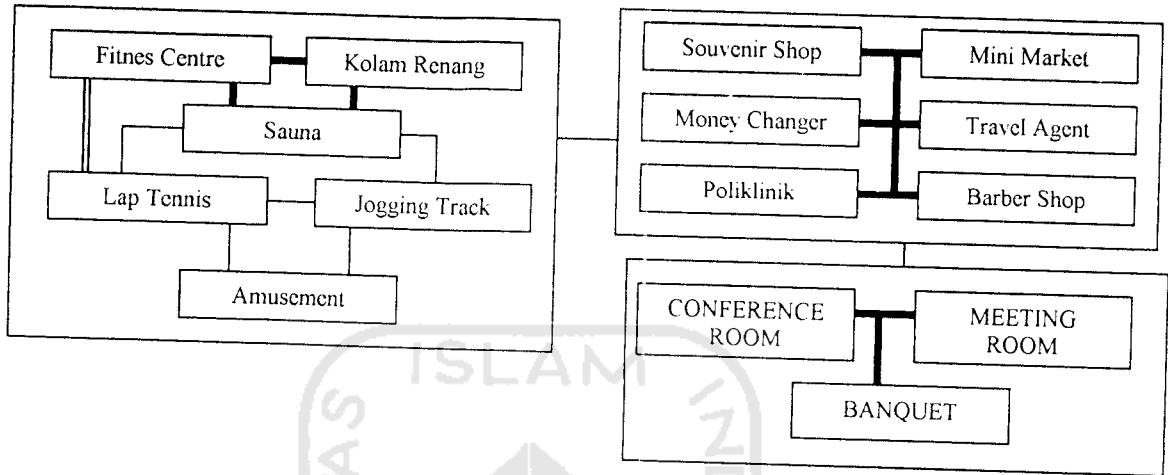 Fitnes Centre
Kolam Renang
Sauna
Lap Tennis
Jogging Track
Amusement
Souvenir Shop
Mini Market
Money Changer
Travel Agent
Poliklinik
Barber Shop
CONFERENCE
ROOM
MEETING
ROOM
BANQUET
ISLAM